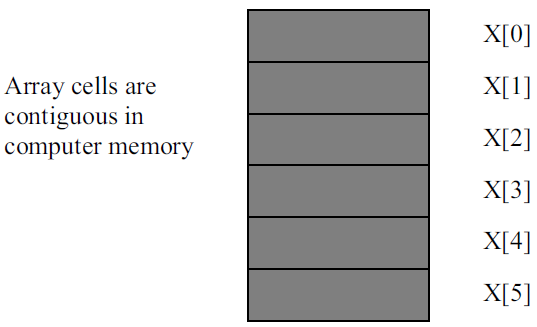 X[0]
Array cells are
X[1]
contiguous in
computer memory
X[2]
X[3]
X[4]
X[5]